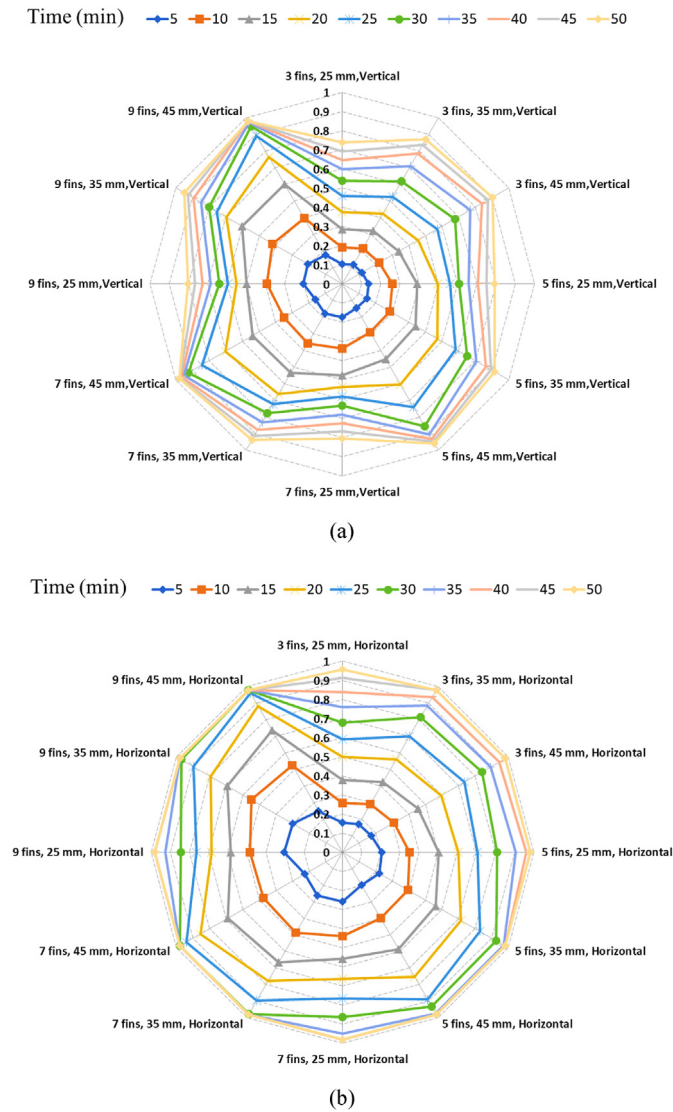 Time (min) 5 10 15 20 25 30 35 40 45 50
3 fins, 25 mm,Vertical
9 fins, 45 mm,Vertical
3 fins, 35 mm,Vertical
1
0.9
0.8
0.7
9 fins, 35 mm,Vertical
3 fins, 45 mm,Vertical
0.6
0.5
0.4
0.3
0.2
0.1
9 fins, 25 mm,Vertical
0
5 fins, 25 mm,Vertical
7 fins, 45 mm,Vertical
5 fins, 35 mm,Vertical
7 fins, 35 mm,Vertical
5 fins, 45 mm,Vertical
7 fins, 25 mm,Vertical
(a)
Time (min) 5 10 15 20 25 30 35 40 45 50
3 fins, 25 mm, Horizontal
9 fins, 45 mm, Horizontal
3 fins, 35 mm, Horizontal
1
0.9
0.8
0.7
9 fins, 35 mm, Horizontal
3 fins, 45 mm, Horizontal
0.6
0.5
0.4
0.3
0.2
0.1
9 fins, 25 mm, Horizontal
0
5 fins, 25 mm, Horizontal
7 fins, 45 mm, Horizontal
5 fins, 35 mm, Horizontal
7 fins, 35 mm, Horizontal
5 fins, 45 mm, Horizontal
7 fins, 25 mm, Horizontal
(b)